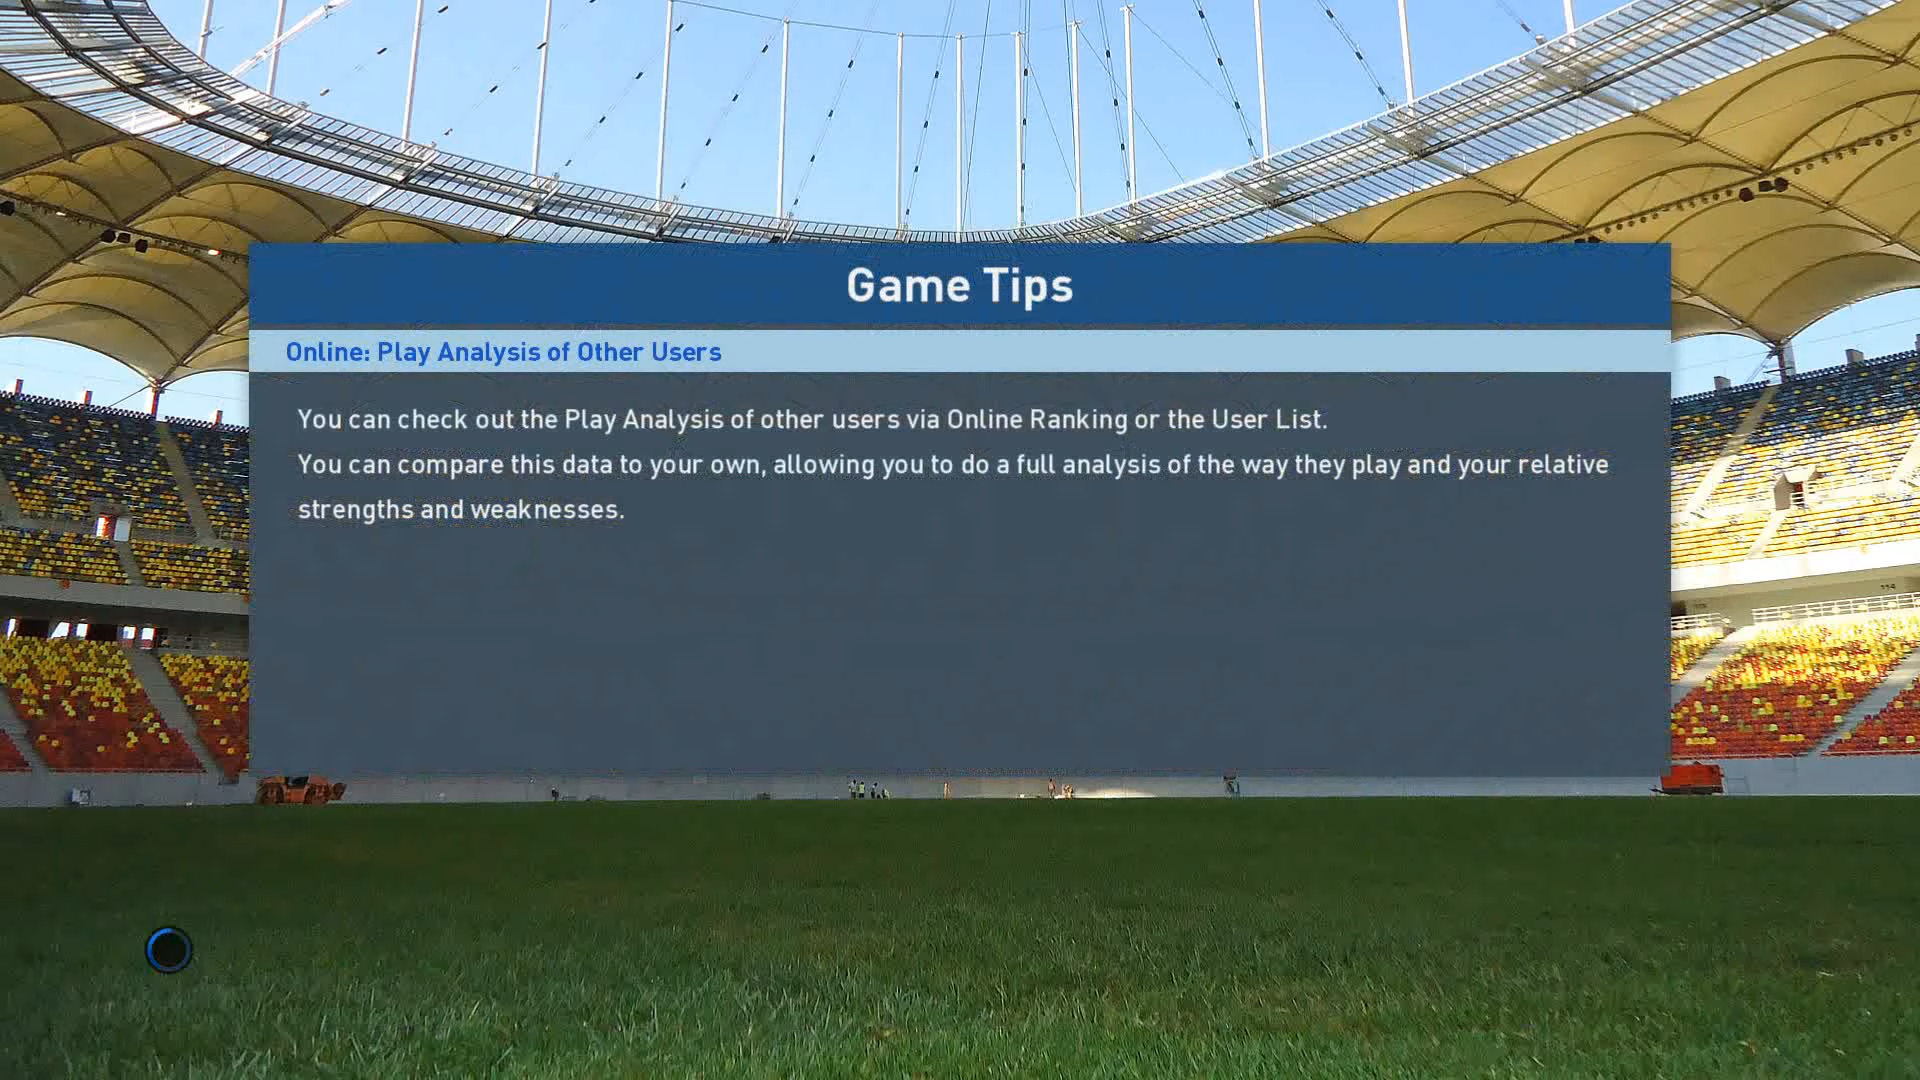 Game Tips
Online: Play Analysis of Other Users
You can check out the Play Analysis of other users via Online Ranking or the User List.
You can compare this data to your own, allowing you to do a full analysis of the way they play and your relative
strengths and weaknesses.
114